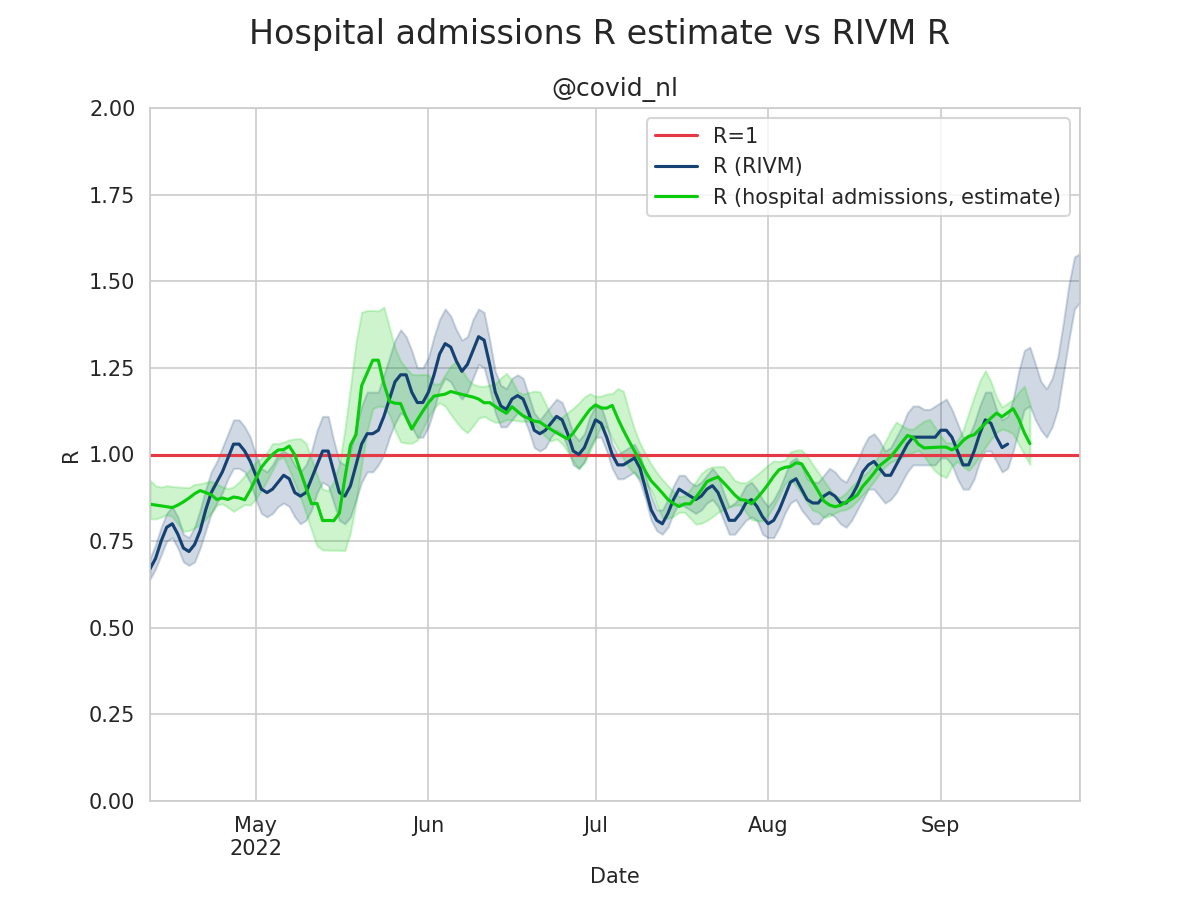 Hospital admissions R estimate vs RIVM R
@covid_nl
R=1
R (RIVM)
R (hospital admissions, estimate)
2.00
1.75
1.50
1.25
1.00
0.75
0.50
0.25
0.00
R
May
2022
Jun
Jul
Aug
Sep
Date